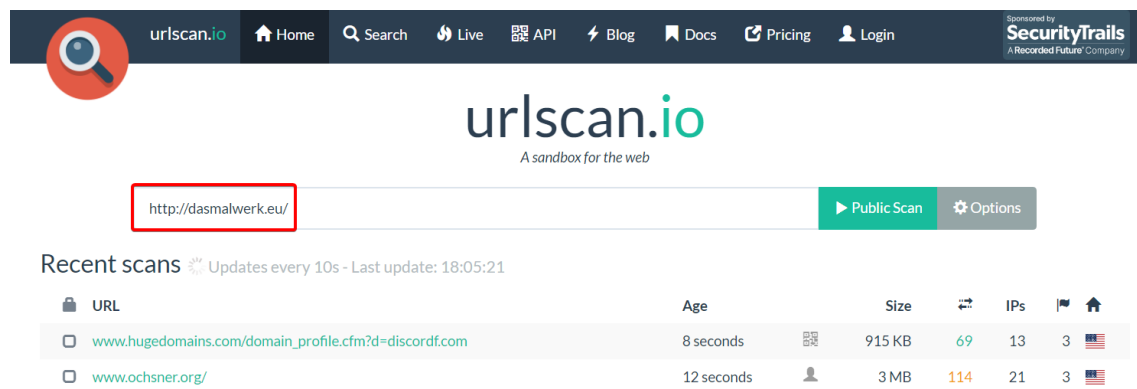 urlscan.io Home Search Live API Blog Docs Pricing Login
Sponsored by
SecurityTrails
A Recorded Future® Company
urlscan.io
A sandbox for the web
http://dasmalwerk.eu/ Public Scan Options
Recent scans Updates every 10s - Last update: 18:05:21
URL Age Size IPs
www.hugedomains.com/domain_profile.cfm?d=discordf.com 8 seconds 915 KB 69 13 3
www.ochsner.org/ 12 seconds 3 MB 114 21 3